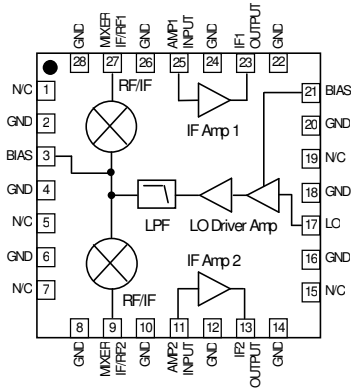 GND
MIXER IF/RF1
GND
AMP1 INPUT
GND
IF1 OUTPUT
GND
28 27 26 25 24 23 22
N/C 1
GND 2
BIAS 3
GND 4
N/C 5
GND 6
N/C 7
RF/IF
IF Amp 1
LPF
LO Driver Amp
IF Amp 2
RF/IF
21 BIAS
20 GND
19 N/C
18 GND
17 LO
16 GND
15 N/C
8 9 10 11 12 13 14
GND
MIXER IF/RF2
GND
AMP2 INPUT
GND
IF2 OUTPUT
GND